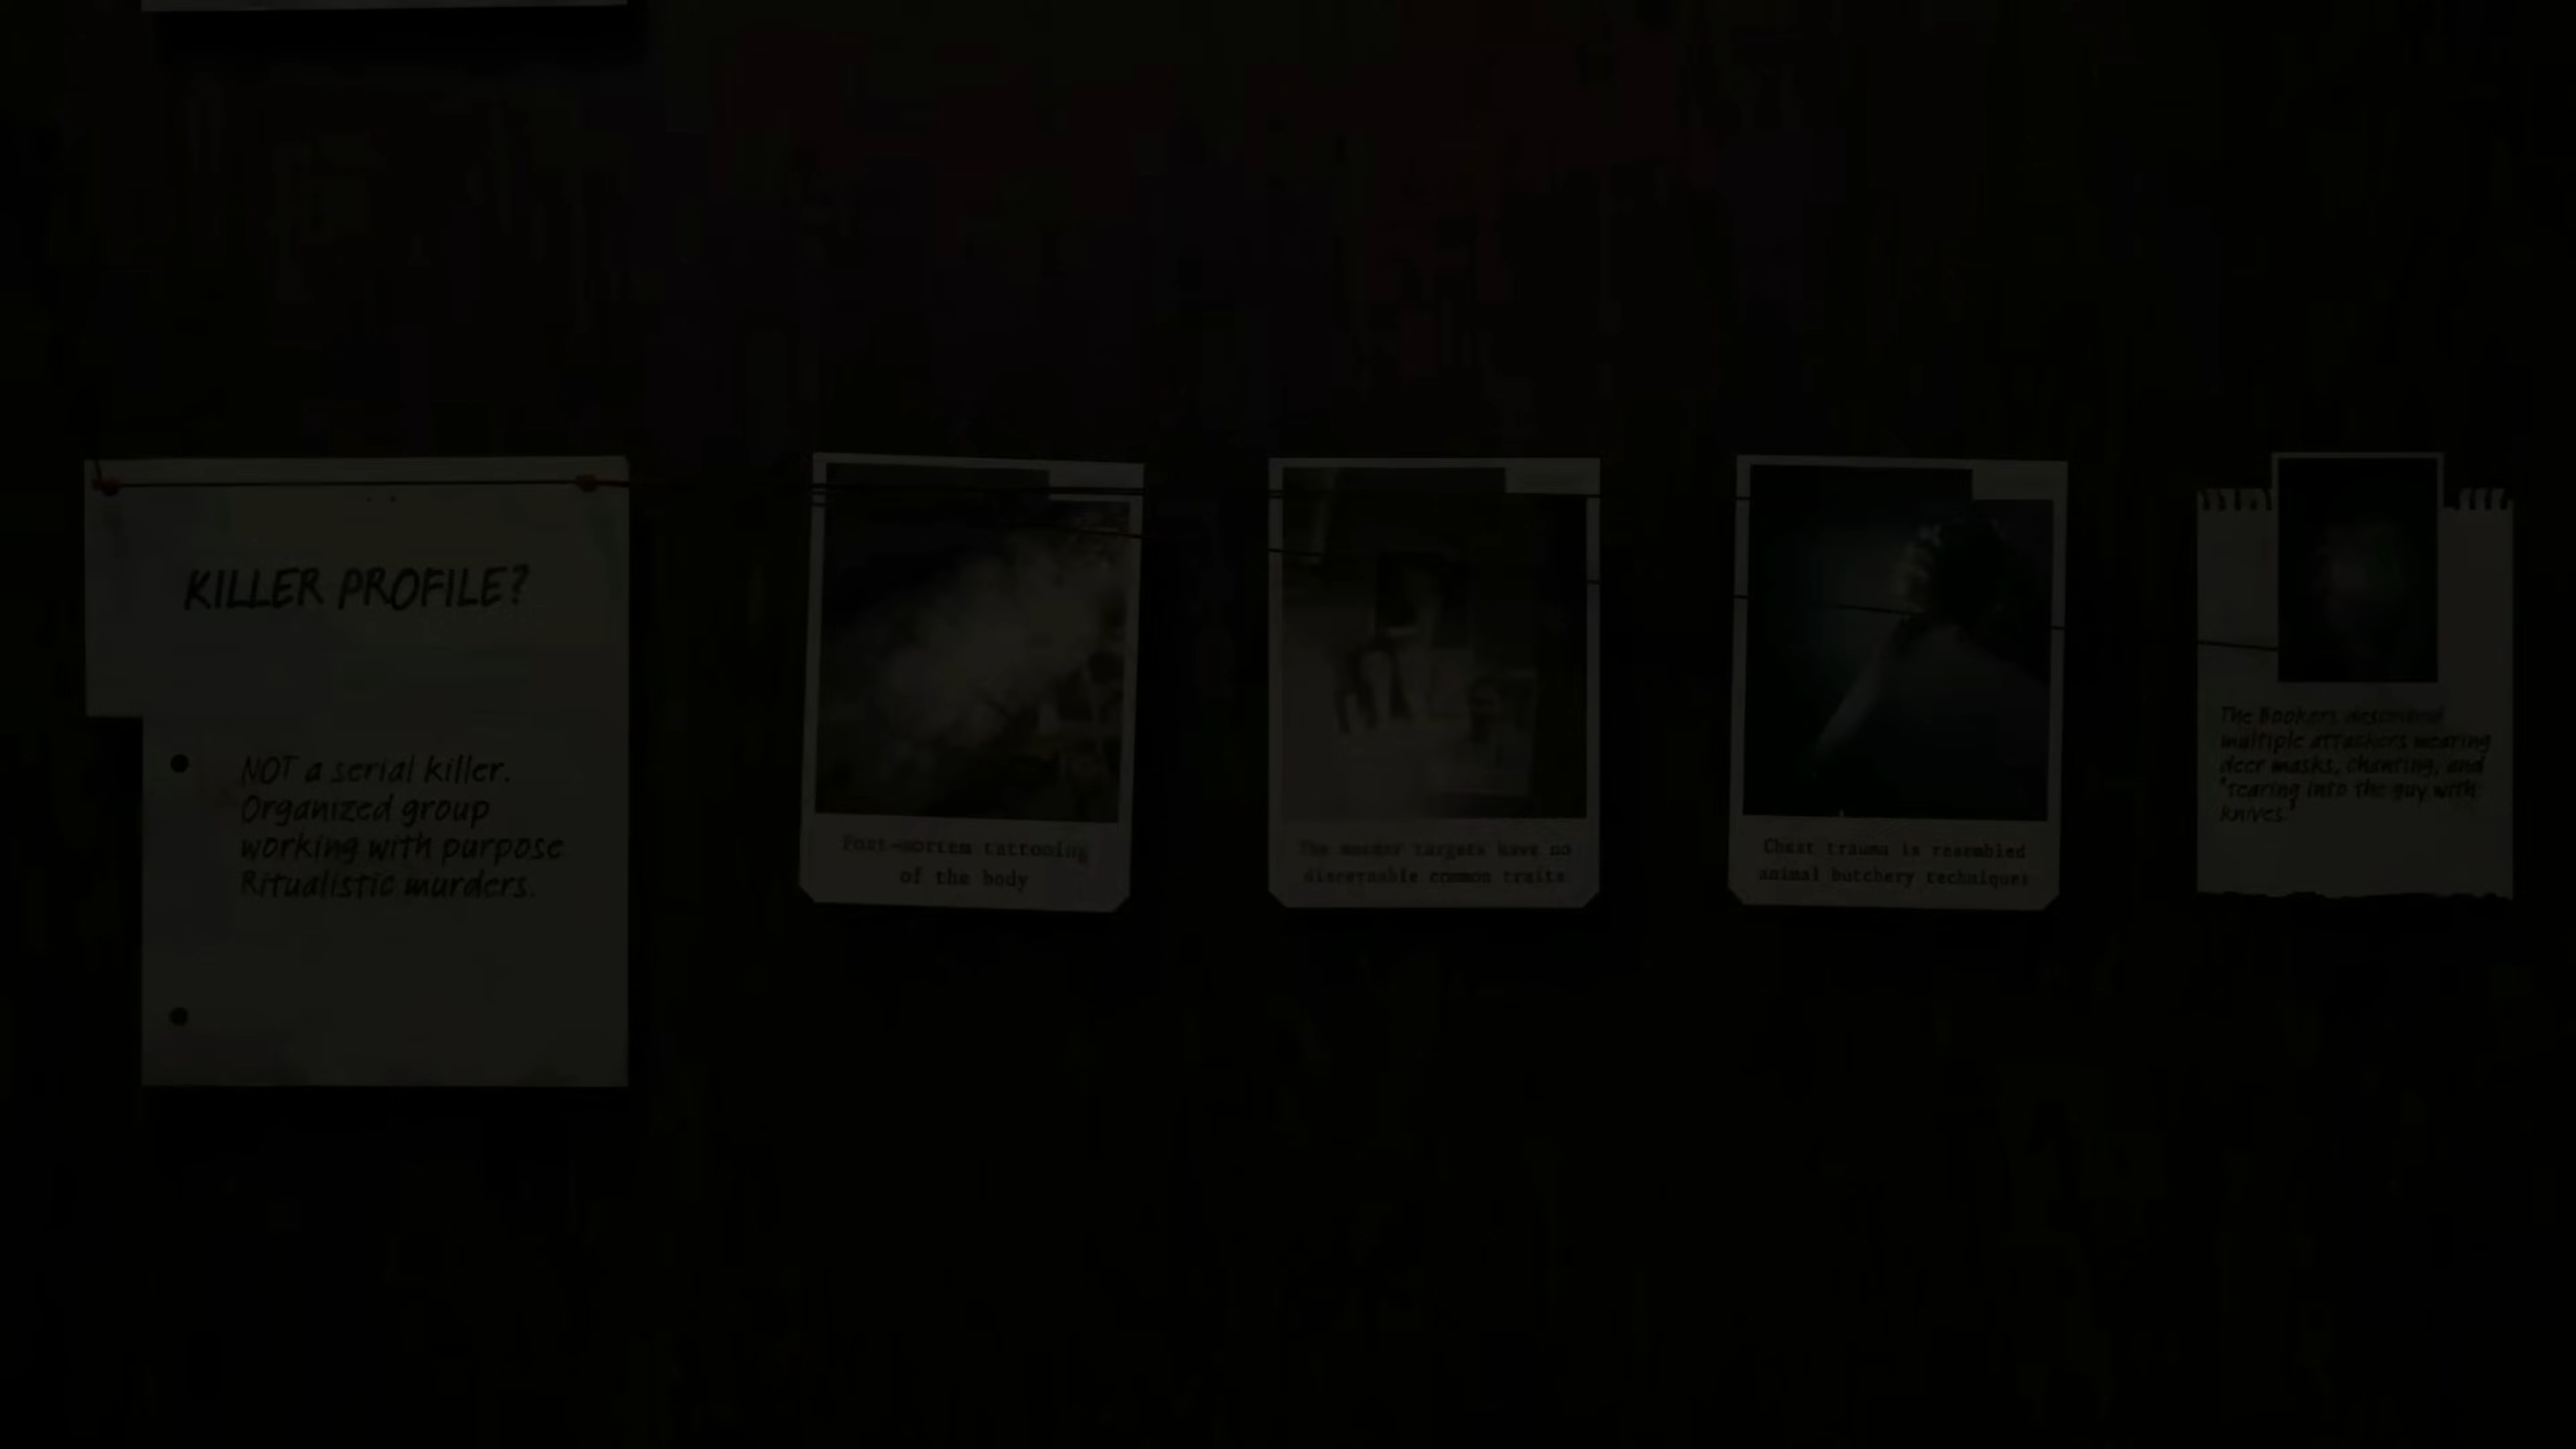 KILLER PROFILE?
NOT a serial killer.
Organized group
working with purpose
Ritualistic murders.
Post-mortem tattooing
of the body
The murder targets have no
discernable common traits
Chest trauma is resembled
animal butchery techniques
The Bookers described
multiple attackers wearing
deer masks, chanting, and
"tearing into the guy with
knives."